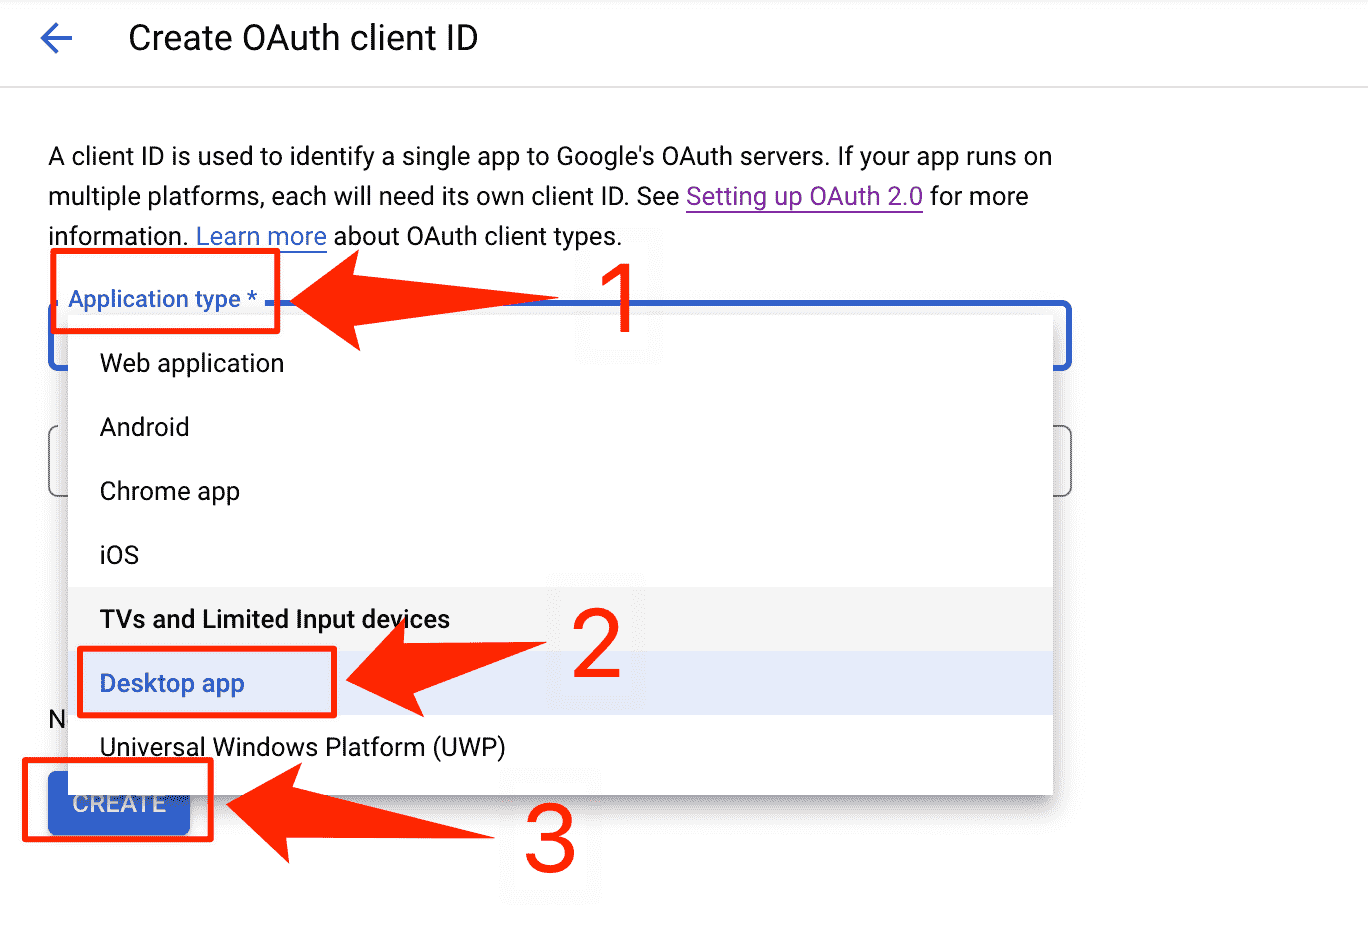 Create OAuth client ID
A client ID is used to identify a single app to Google's OAuth servers. If your app runs on
multiple platforms, each will need its own client ID. See Setting up OAuth 2.0 for more
information. Learn more about OAuth client types.
Application type *
1
Web application
Android
Chrome app
iOS
TVs and Limited Input devices
2
Desktop app
N
Universal Windows Platform (UWP)
CREATE
3